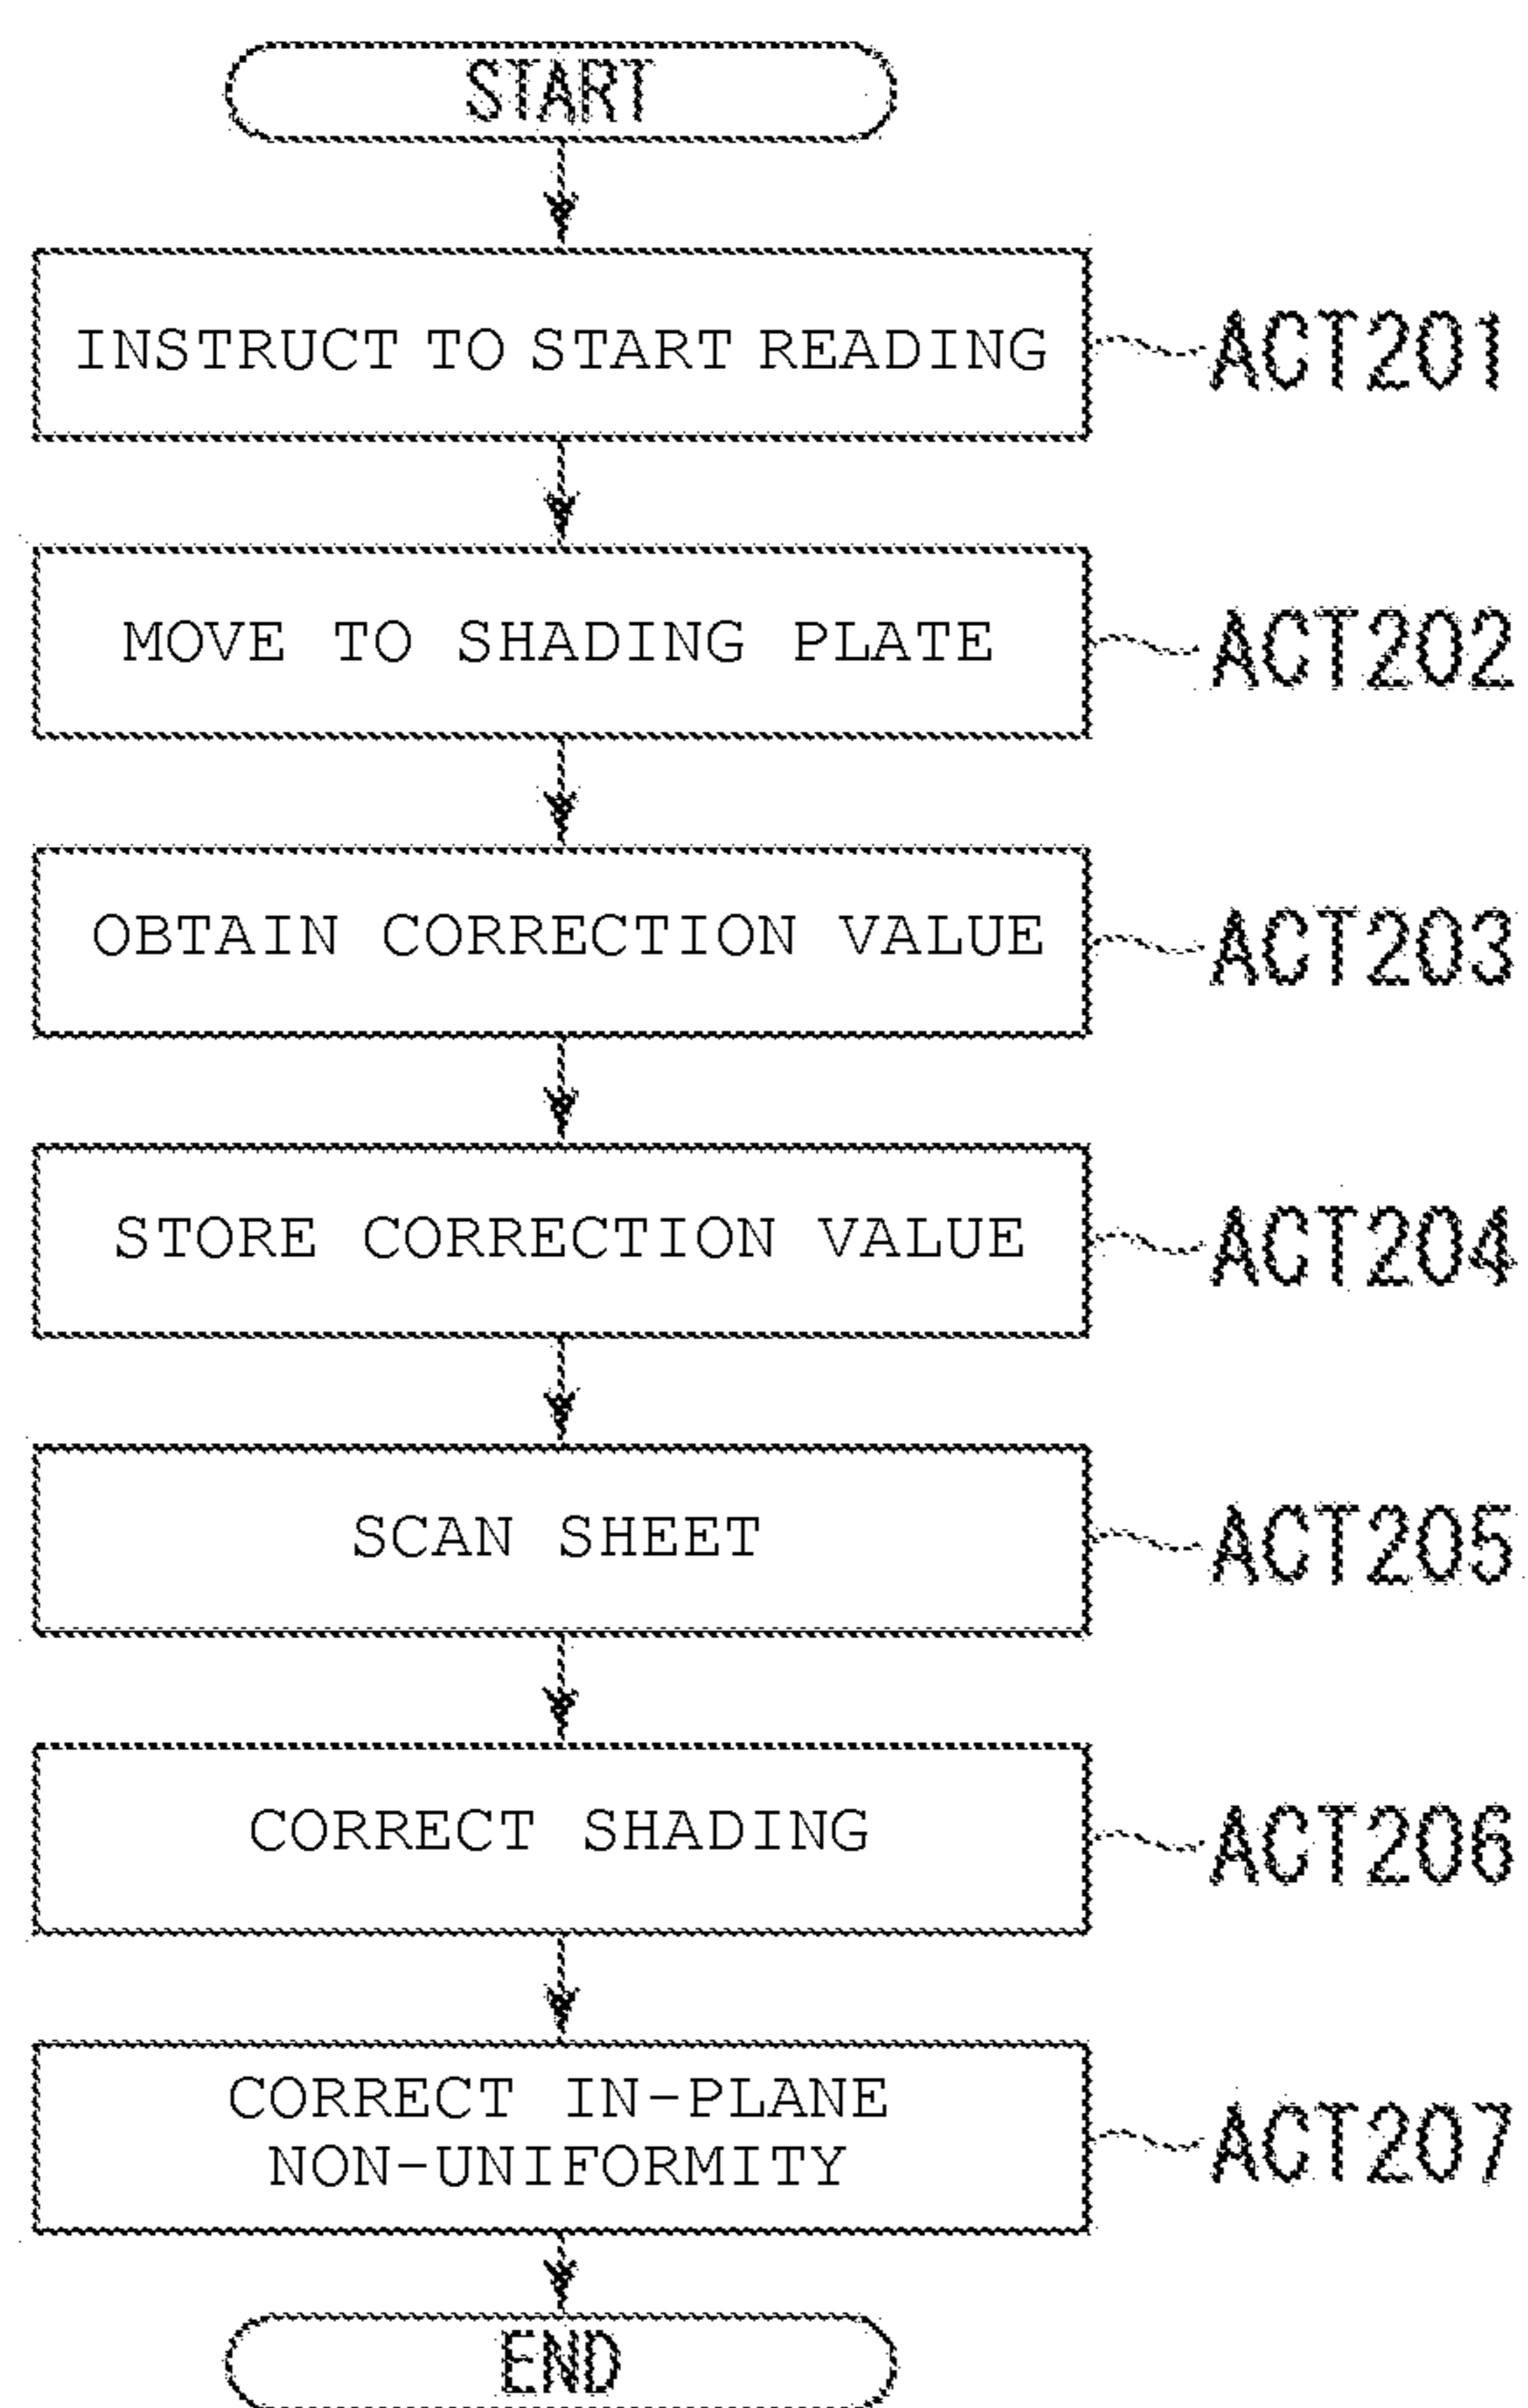 START
INSTRUCT TO START READING
ACT201
MOVE TO SHADING PLATE
ACT202
OBTAIN CORRECTION VALUE
ACT203
STORE CORRECTION VALUE
ACT204
SCAN SHEET
ACT205
CORRECT SHADING
ACT206
CORRECT IN-PLANE
NON-UNIFORMITY
ACT207
END